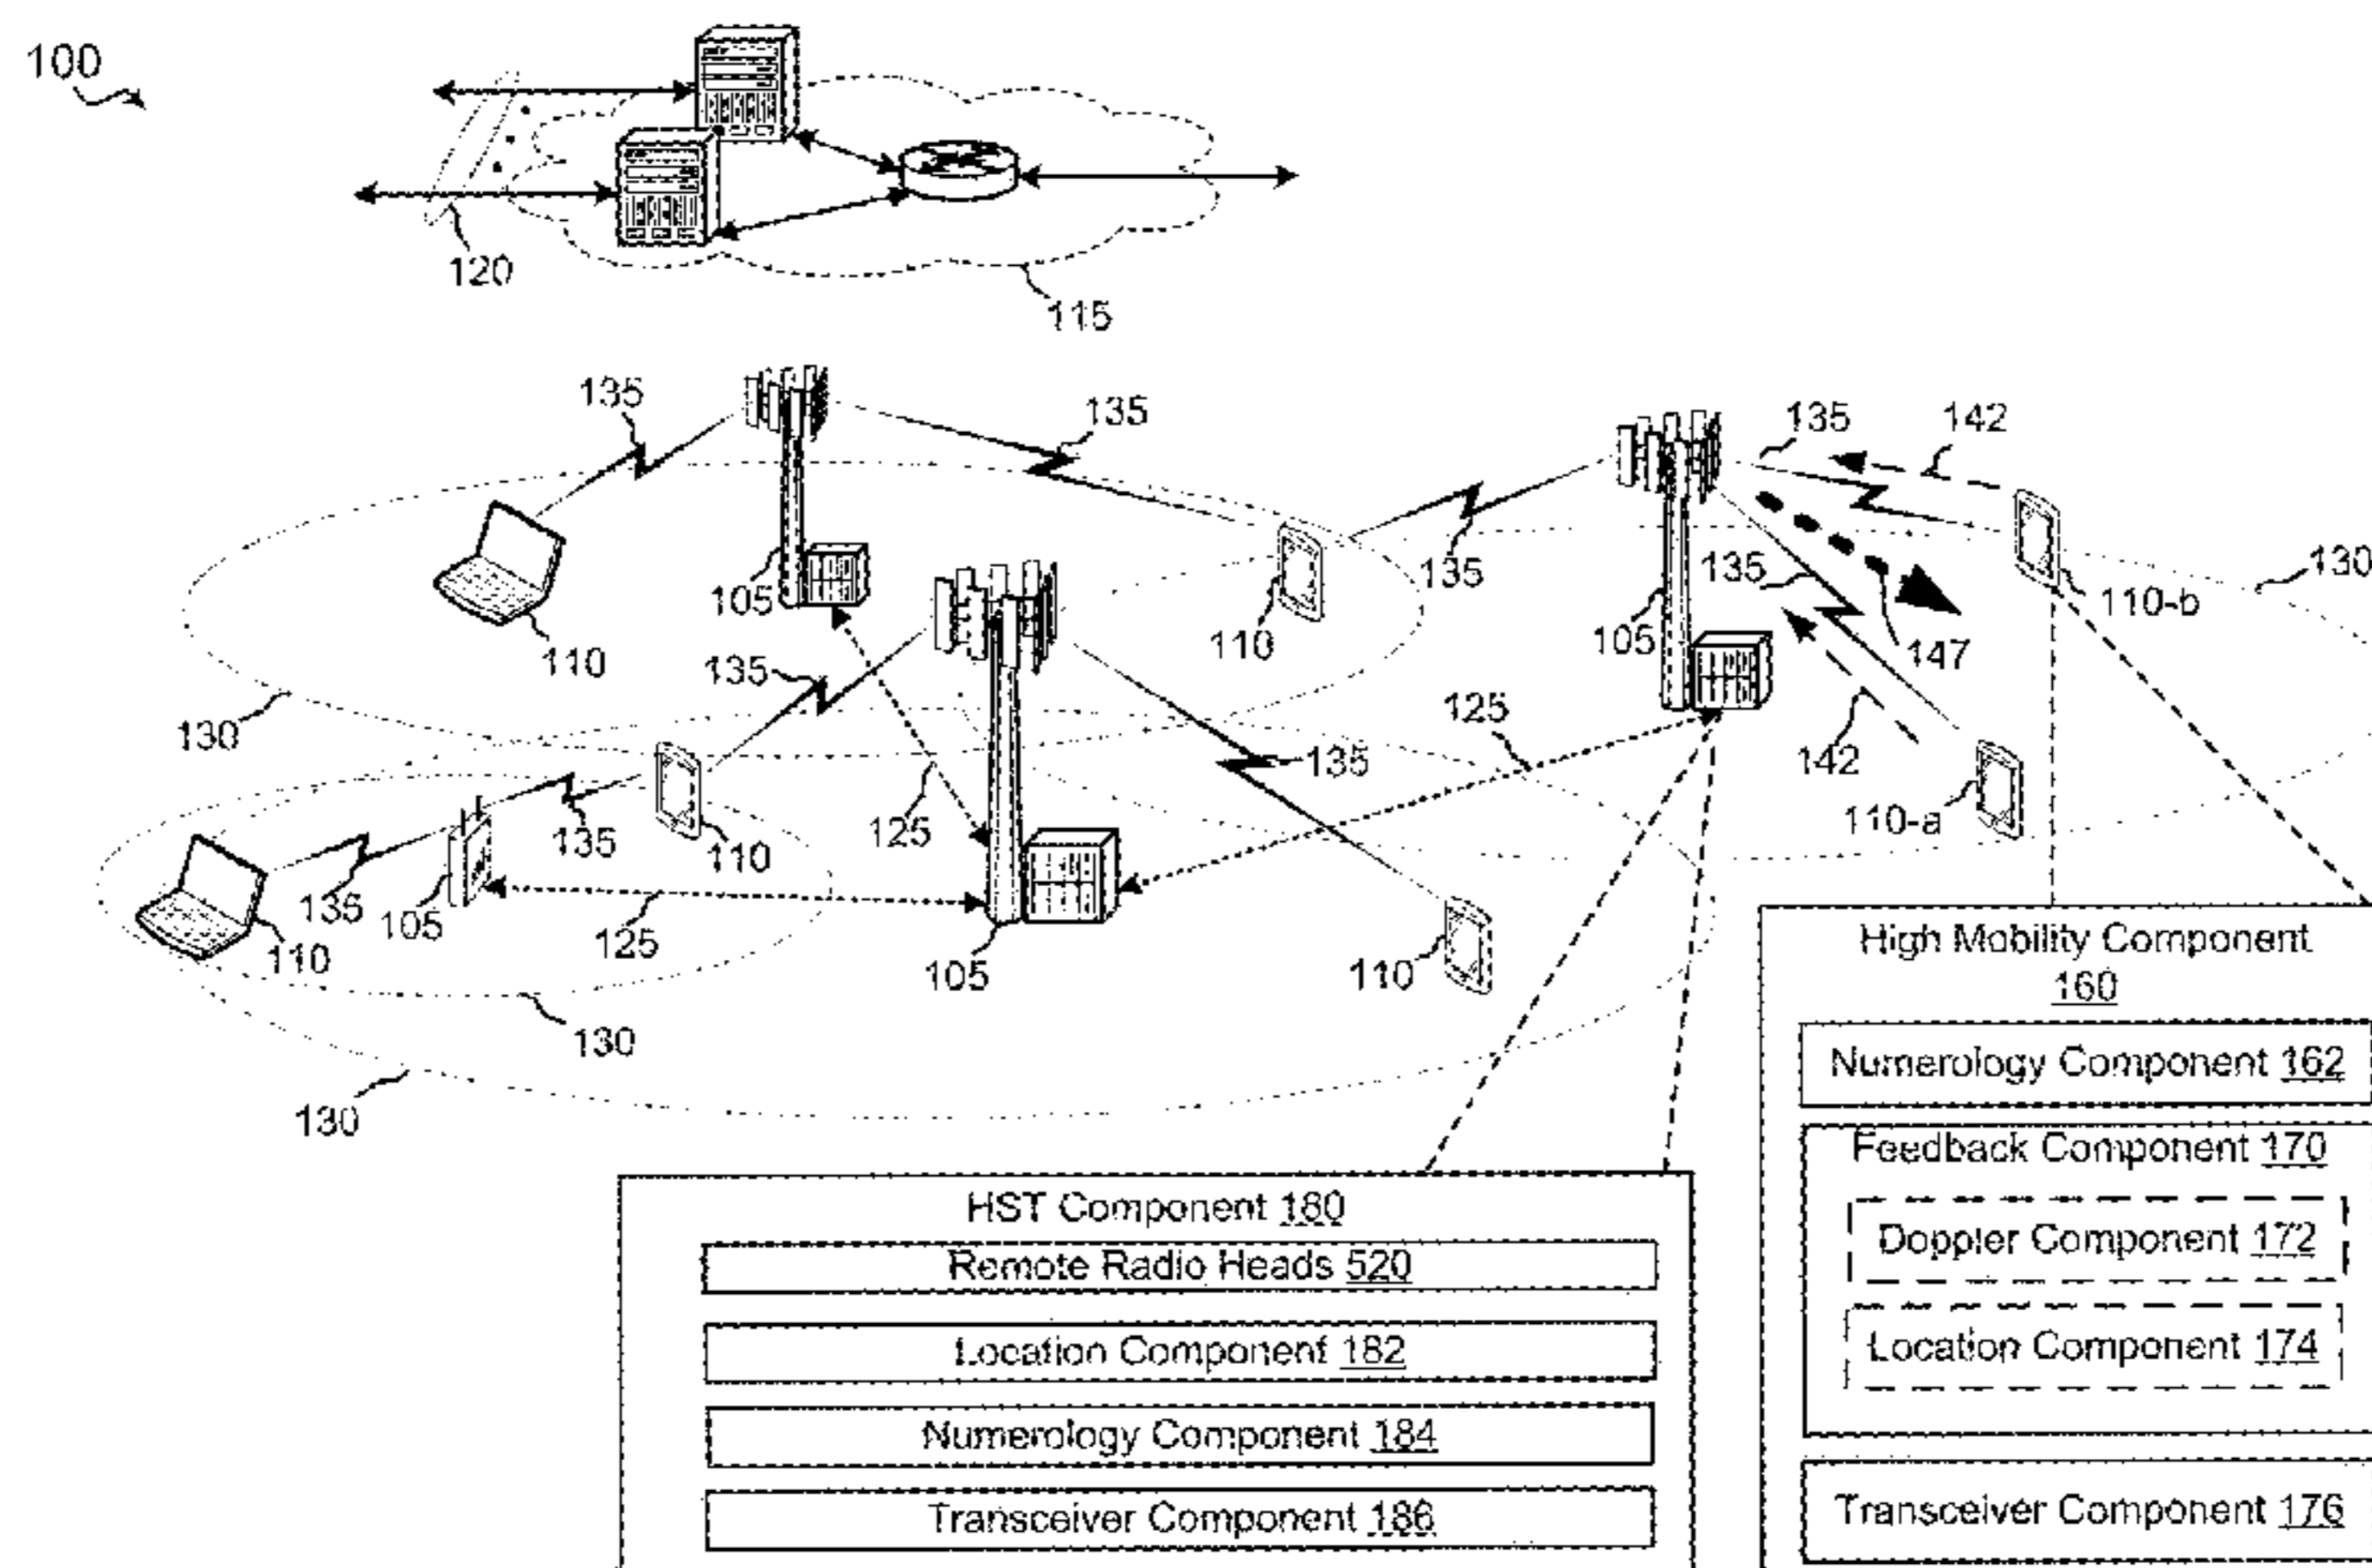 100
120
115
135
135
135
142
105
110
110
135
105
135
110-b
130
147
130
135
125
125
135
142
110-a
135
110
125
135
105
110
125
105
110
130
130
High Mobility Component
160
Numerology Component 162
Feedback Component 170
Doppler Component 172
Location Component 174
Transceiver Component 176
HST Component 180
Remote Radio Heads 520
Location Component 182
Numerology Component 184
Transceiver Component 186